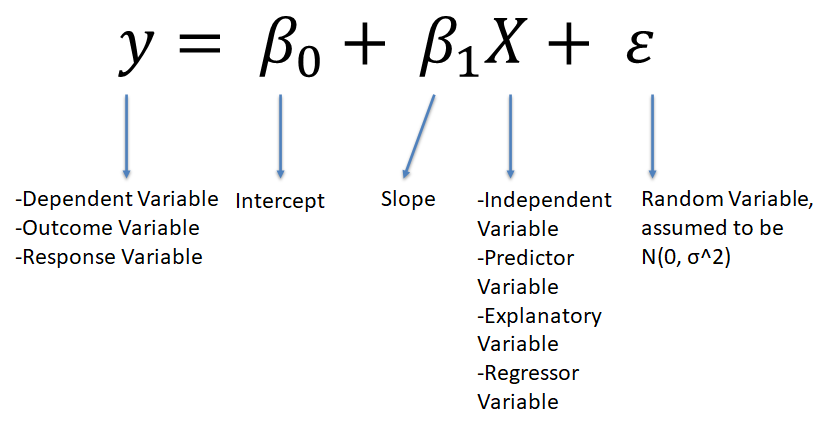 y = β₀ + β₁X + ε
-Dependent Variable
-Outcome Variable
-Response Variable
Intercept
Slope
-Independent
Variable
-Predictor
Variable
-Explanatory
Variable
-Regressor
Variable
Random Variable,
assumed to be
N(0, σ^2)